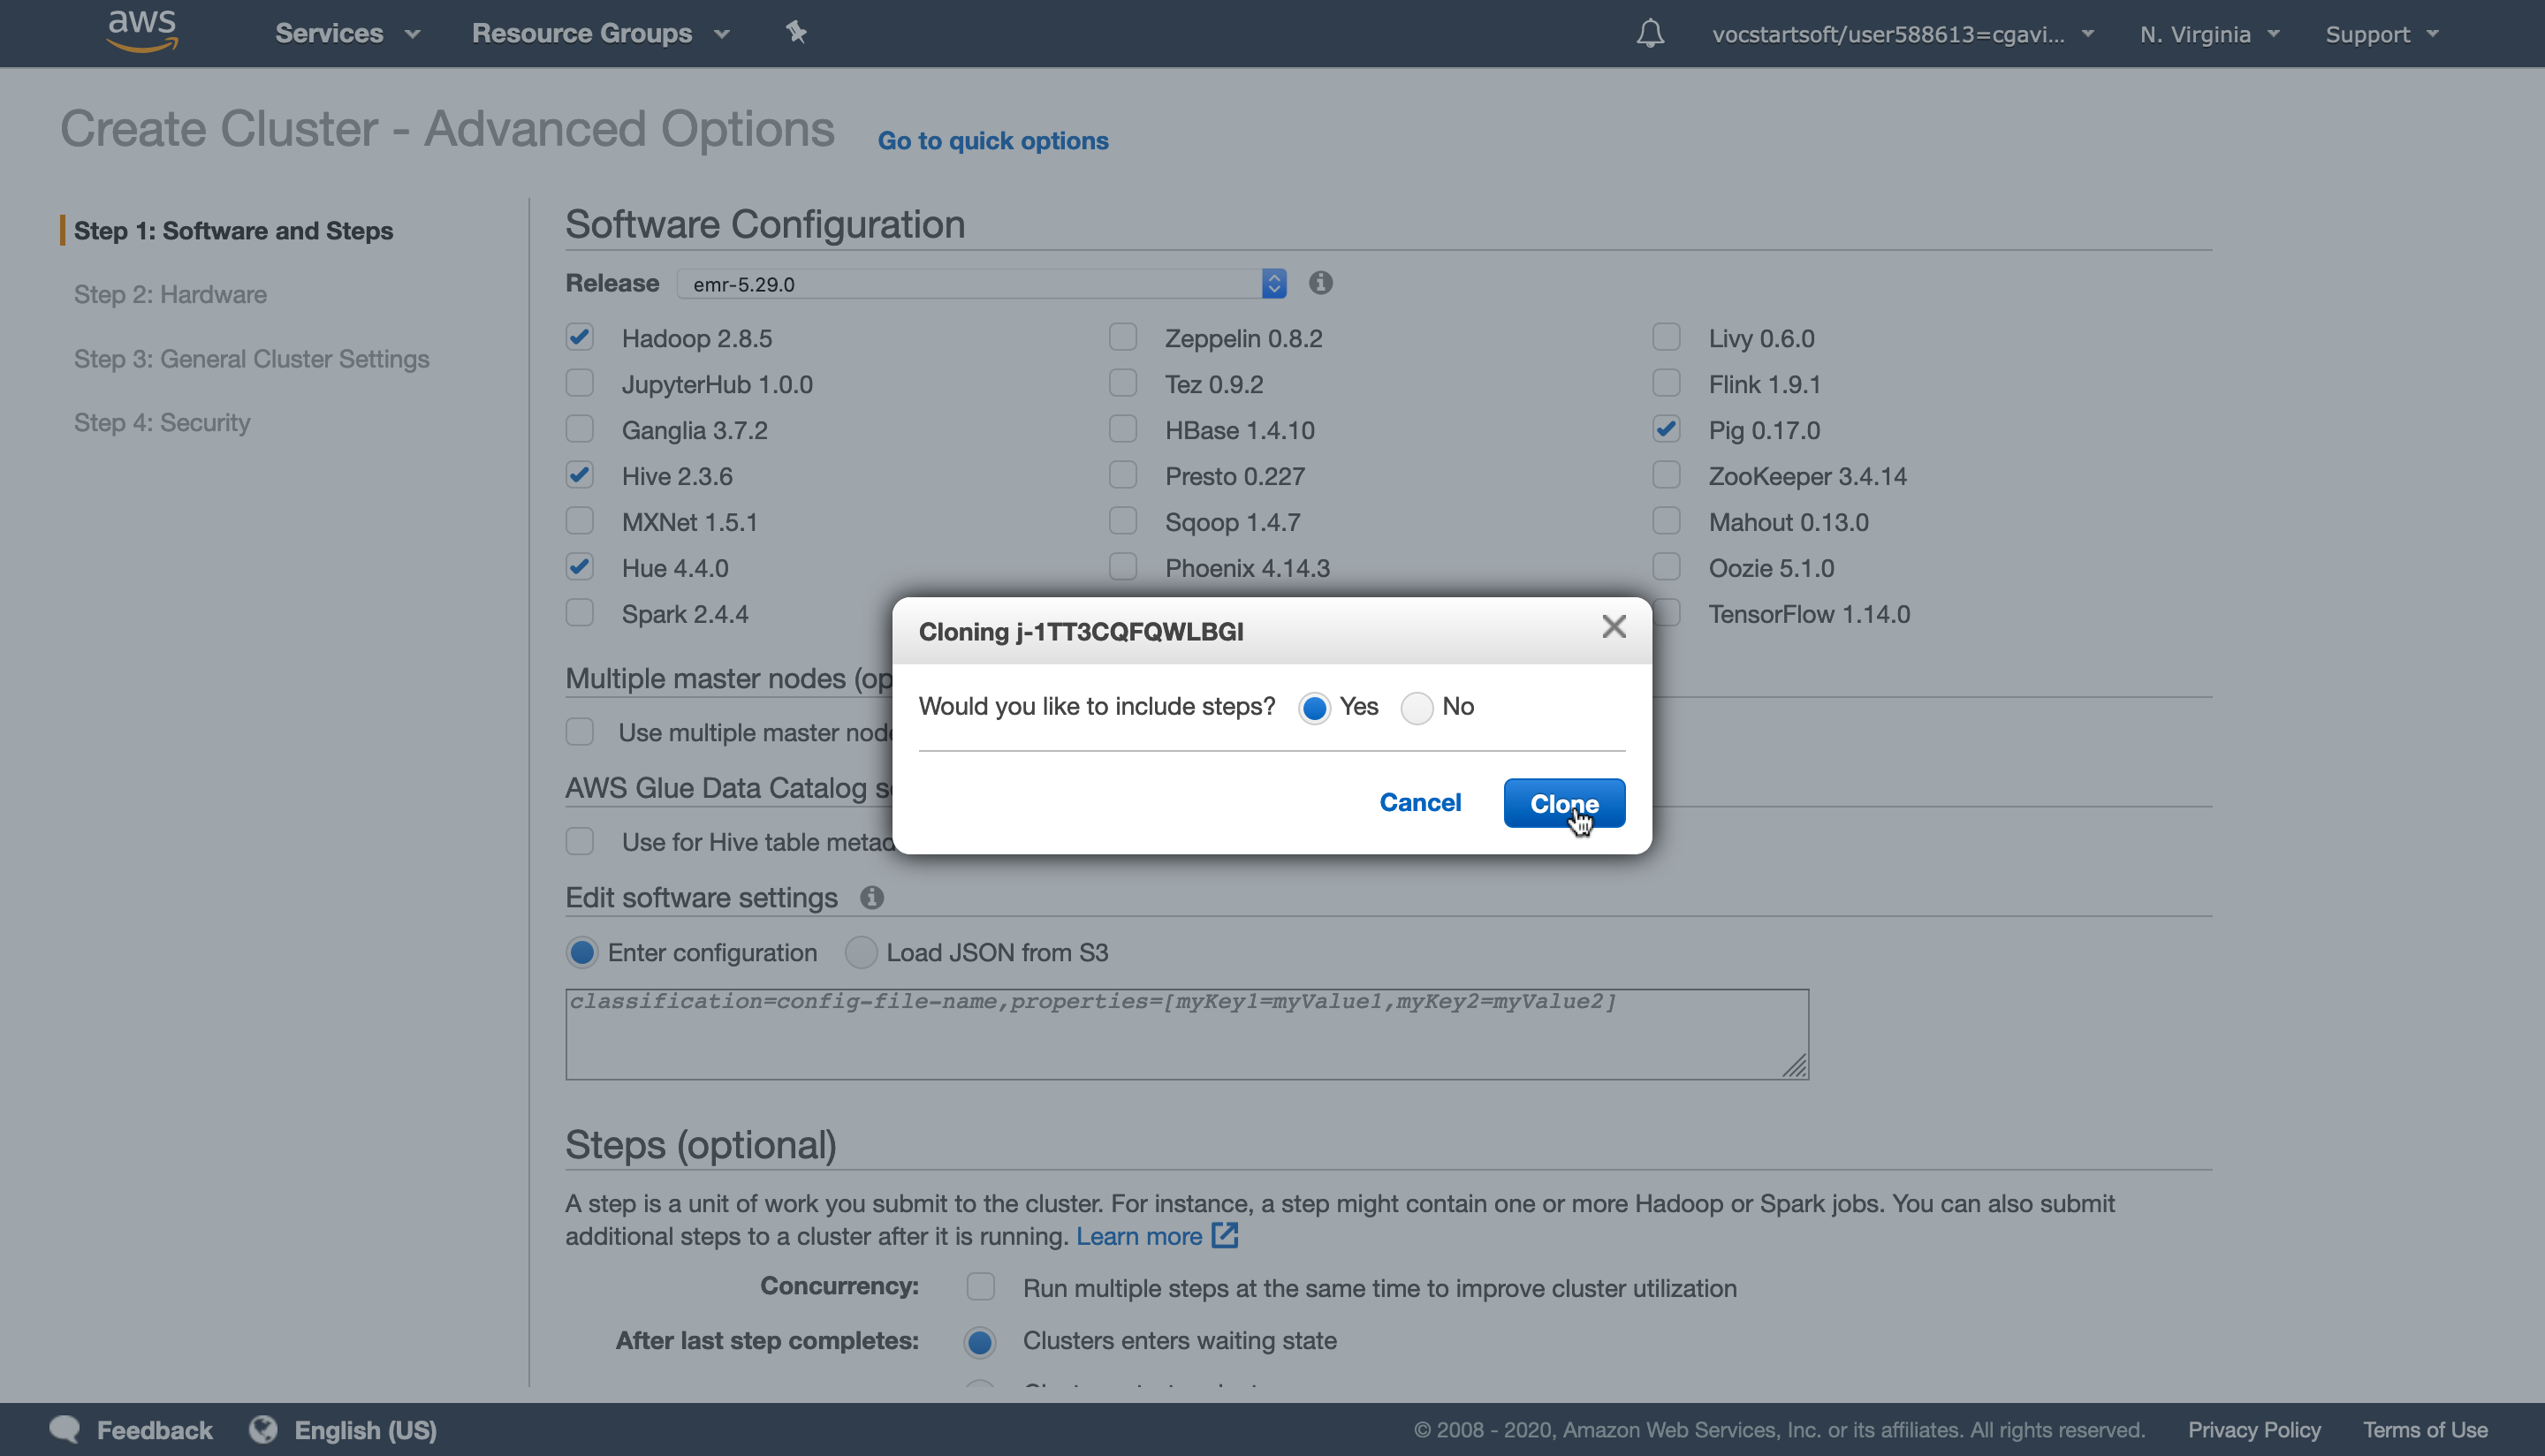 aws Services Resource Groups vocstartsoft/user588613=cgavi... N. Virginia Support
Create Cluster - Advanced Options Go to quick options
Step 1: Software and Steps
Step 2: Hardware
Step 3: General Cluster Settings
Step 4: Security
Software Configuration
Release emr-5.29.0
Hadoop 2.8.5 Zeppelin 0.8.2 Livy 0.6.0
JupyterHub 1.0.0 Tez 0.9.2 Flink 1.9.1
Ganglia 3.7.2 HBase 1.4.10 Pig 0.17.0
Hive 2.3.6 Presto 0.227 ZooKeeper 3.4.14
MXNet 1.5.1 Sqoop 1.4.7 Mahout 0.13.0
Hue 4.4.0 Phoenix 4.14.3 Oozie 5.1.0
Spark 2.4.4 TensorFlow 1.14.0
Cloning j-1TT3CQFQWLBGI
Would you like to include steps? Yes No
Cancel Clone
Multiple master nodes (op
Use multiple master node
AWS Glue Data Catalog s
Use for Hive table metad
Edit software settings
Enter configuration Load JSON from S3
classification=config-file-name,properties=[myKey1=myValue1,myKey2=myValue2]
Steps (optional)
A step is a unit of work you submit to the cluster. For instance, a step might contain one or more Hadoop or Spark jobs. You can also submit
additional steps to a cluster after it is running. Learn more
Concurrency: Run multiple steps at the same time to improve cluster utilization
After last step completes: Clusters enters waiting state
Feedback English (US) © 2008 - 2020, Amazon Web Services, Inc. or its affiliates. All rights reserved. Privacy Policy Terms of Use